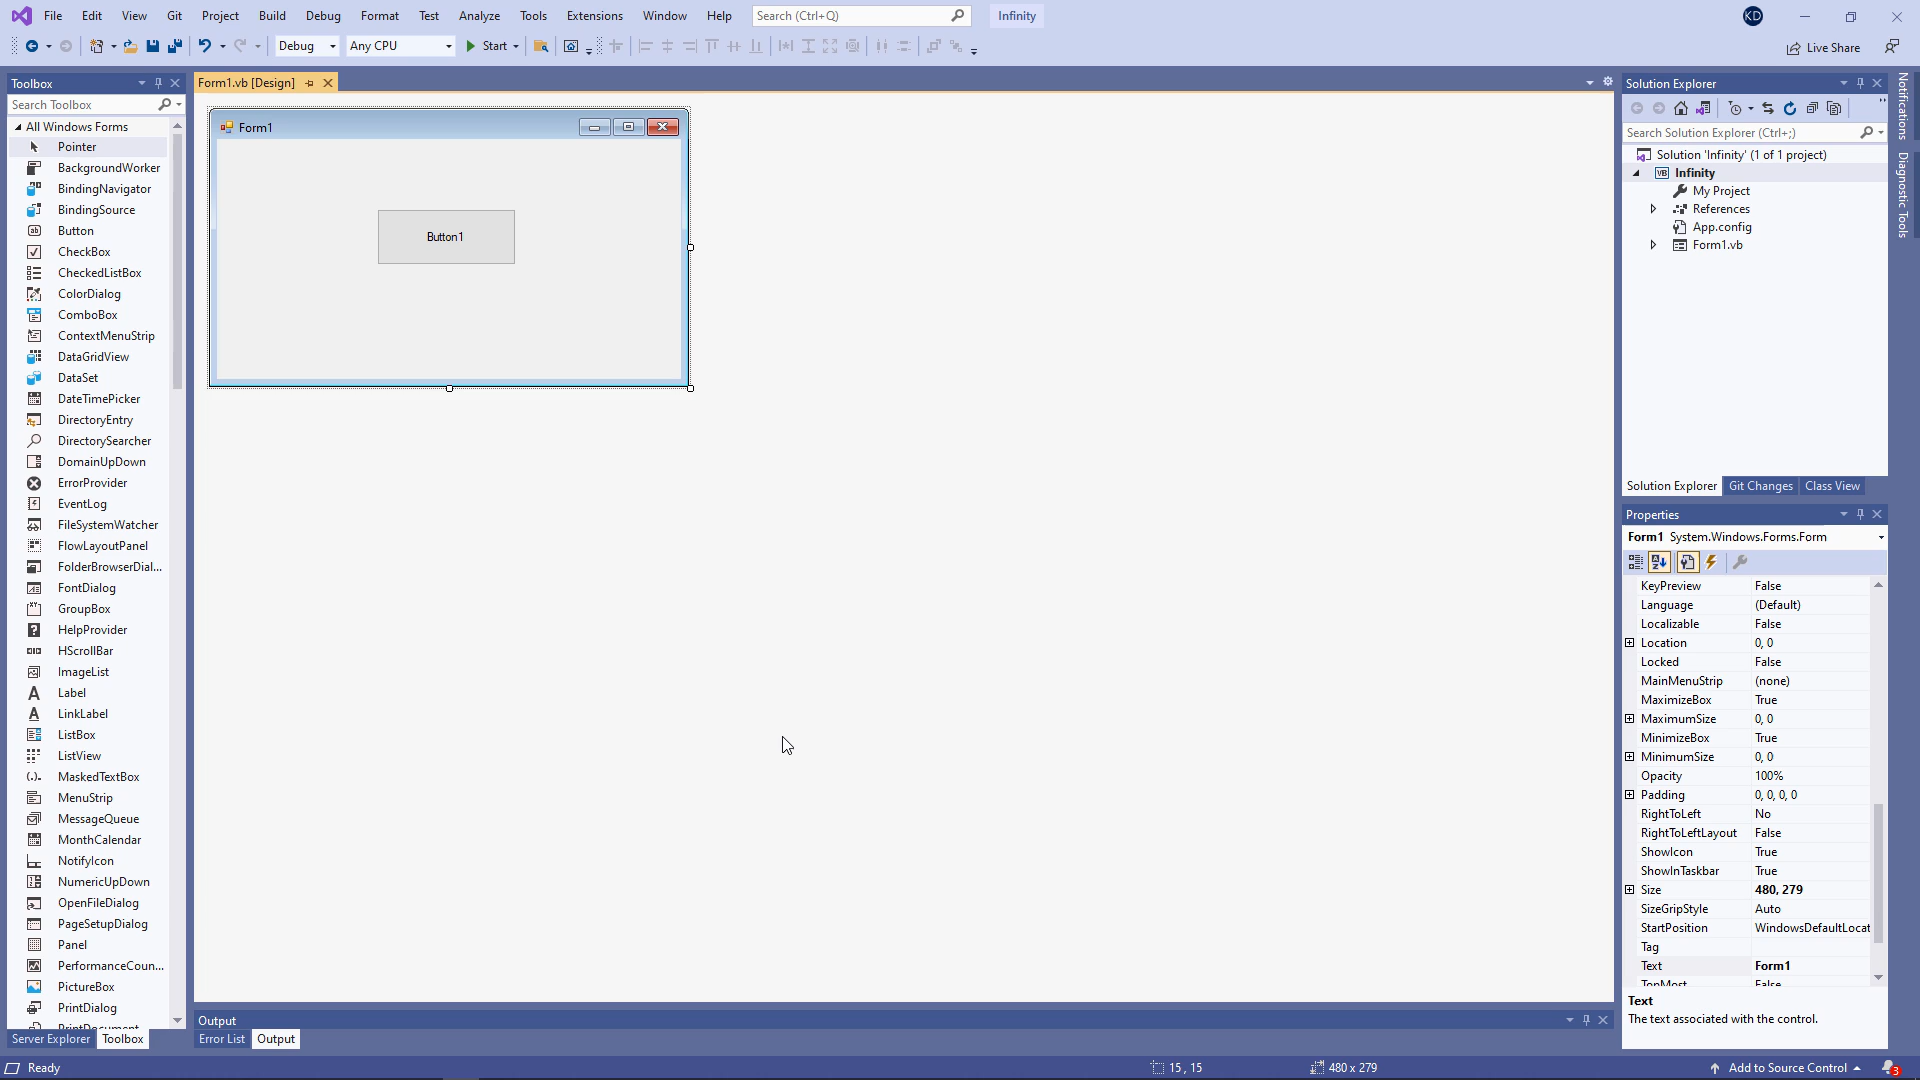 File Edit View Git Project Build Debug Format Test Analyze Tools Extensions Window Help Search (Ctrl+Q) Infinity KD
Debug Any CPU Start Live Share
Toolbox
Search Toolbox
All Windows Forms
Pointer
BackgroundWorker
BindingNavigator
BindingSource
Button
CheckBox
CheckedListBox
ColorDialog
ComboBox
ContextMenuStrip
DataGridView
DataSet
DateTimePicker
DirectoryEntry
DirectorySearcher
DomainUpDown
ErrorProvider
EventLog
FileSystemWatcher
FlowLayoutPanel
FolderBrowserDial...
FontDialog
GroupBox
HelpProvider
HScrollBar
ImageList
Label
LinkLabel
ListBox
ListView
MaskedTextBox
MenuStrip
MessageQueue
MonthCalendar
NotifyIcon
NumericUpDown
OpenFileDialog
PageSetupDialog
Panel
PerformanceCoun...
PictureBox
PrintDialog
PrintDocument
Server Explorer Toolbox
Form1.vb [Design]
Form1
Button1
Output
Error List Output
Solution Explorer
Search Solution Explorer (Ctrl+;)
Solution 'Infinity' (1 of 1 project)
VB Infinity
My Project
References
App.config
Form1.vb
Solution Explorer Git Changes Class View
Properties
Form1 System.Windows.Forms.Form
KeyPreview False
Language (Default)
Localizable False
Location 0, 0
Locked False
MainMenuStrip (none)
MaximizeBox True
MaximumSize 0, 0
MinimizeBox True
MinimumSize 0, 0
Opacity 100%
Padding 0, 0, 0, 0
RightToLeft No
RightToLeftLayout False
ShowIcon True
ShowInTaskbar True
Size 480, 279
SizeGripStyle Auto
StartPosition WindowsDefaultLocat
Tag
Text Form1
TopMost False
Text
The text associated with the control.
Notifications
Diagnostic Tools
Ready 15 , 15 480 x 279 Add to Source Control 3